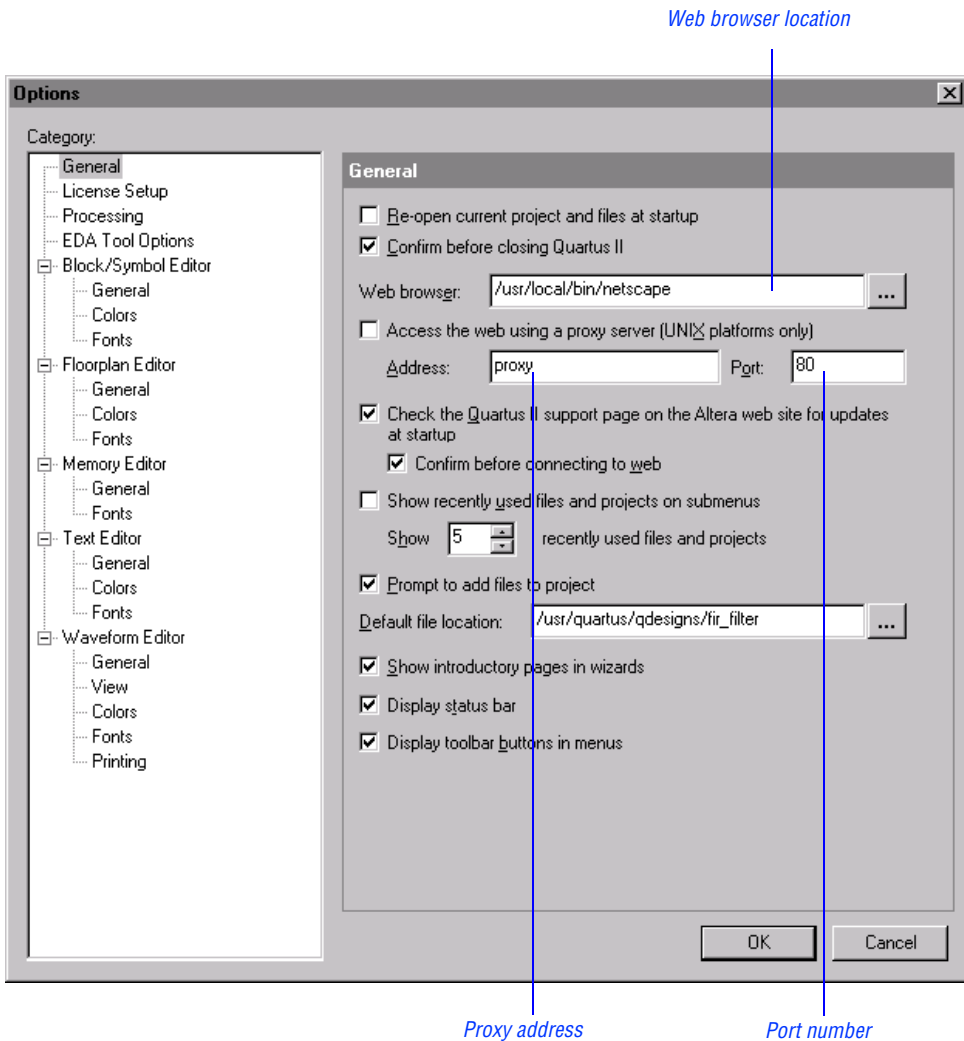 Web browser location
Options
Category:
General
License Setup
Processing
EDA Tool Options
Block/Symbol Editor
General
Colors
Fonts
Floorplan Editor
General
Colors
Fonts
Memory Editor
General
Fonts
Text Editor
General
Colors
Fonts
Waveform Editor
General
View
Colors
Fonts
Printing
General
Re-open current project and files at startup
Confirm before closing Quartus II
Web browser: /usr/local/bin/netscape ...
Access the web using a proxy server (UNIX platforms only)
Address: proxy Port: 80
Check the Quartus II support page on the Altera web site for updates
at startup
Confirm before connecting to web
Show recently used files and projects on submenus
Show 5 recently used files and projects
Prompt to add files to project
Default file location: /usr/quartus/qdesigns/fir_filter ...
Show introductory pages in wizards
Display status bar
Display toolbar buttons in menus
OK Cancel
Proxy address Port number